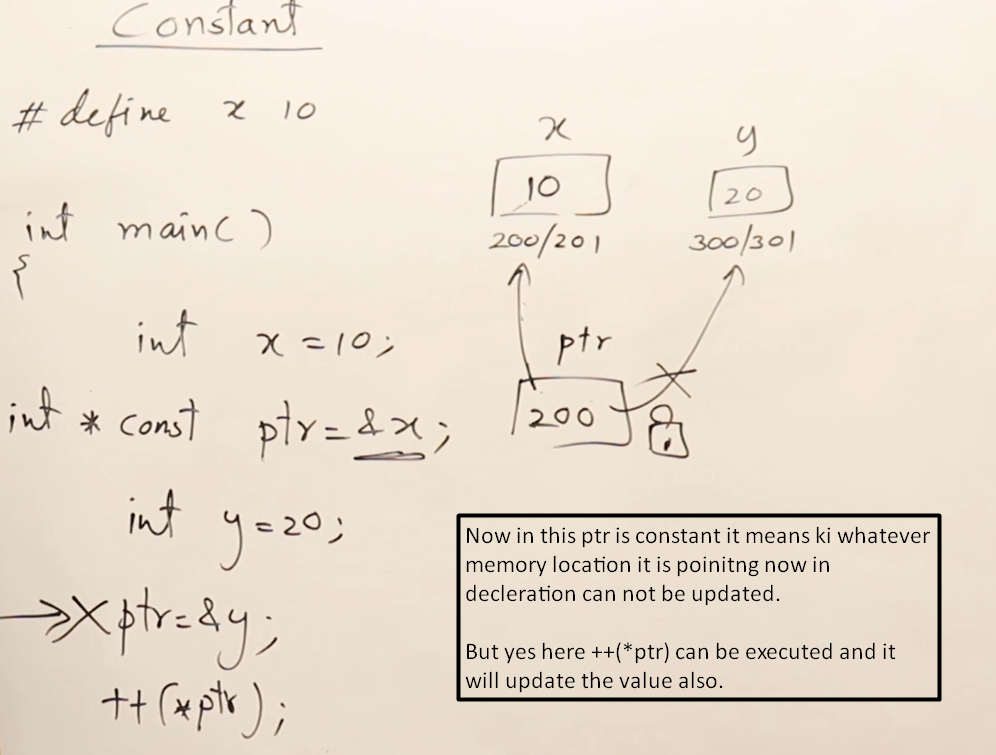 Constant
# define x 10
int main()
{
int x = 10;
int * const ptr = &x;
int y = 20;
→ X ptr = &y;
++(*ptr);
x
10
200/201
y
20
300/301
ptr
200
Now in this ptr is constant it means ki whatever
memory location it is poinitng now in
decleration can not be updated.
But yes here ++(*ptr) can be executed and it
will update the value also.